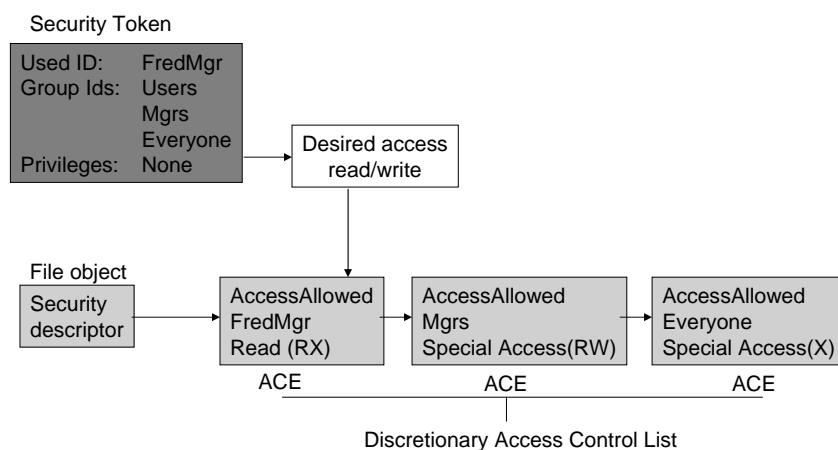 Security Token
Used ID: FredMgr
Group Ids: Users
Mgrs
Everyone
Privileges: None
Desired access
read/write
File object
Security
descriptor
AccessAllowed
FredMgr
Read (RX)
AccessAllowed
Mgrs
Special Access(RW)
AccessAllowed
Everyone
Special Access(X)
ACE
ACE
ACE
Discretionary Access Control List